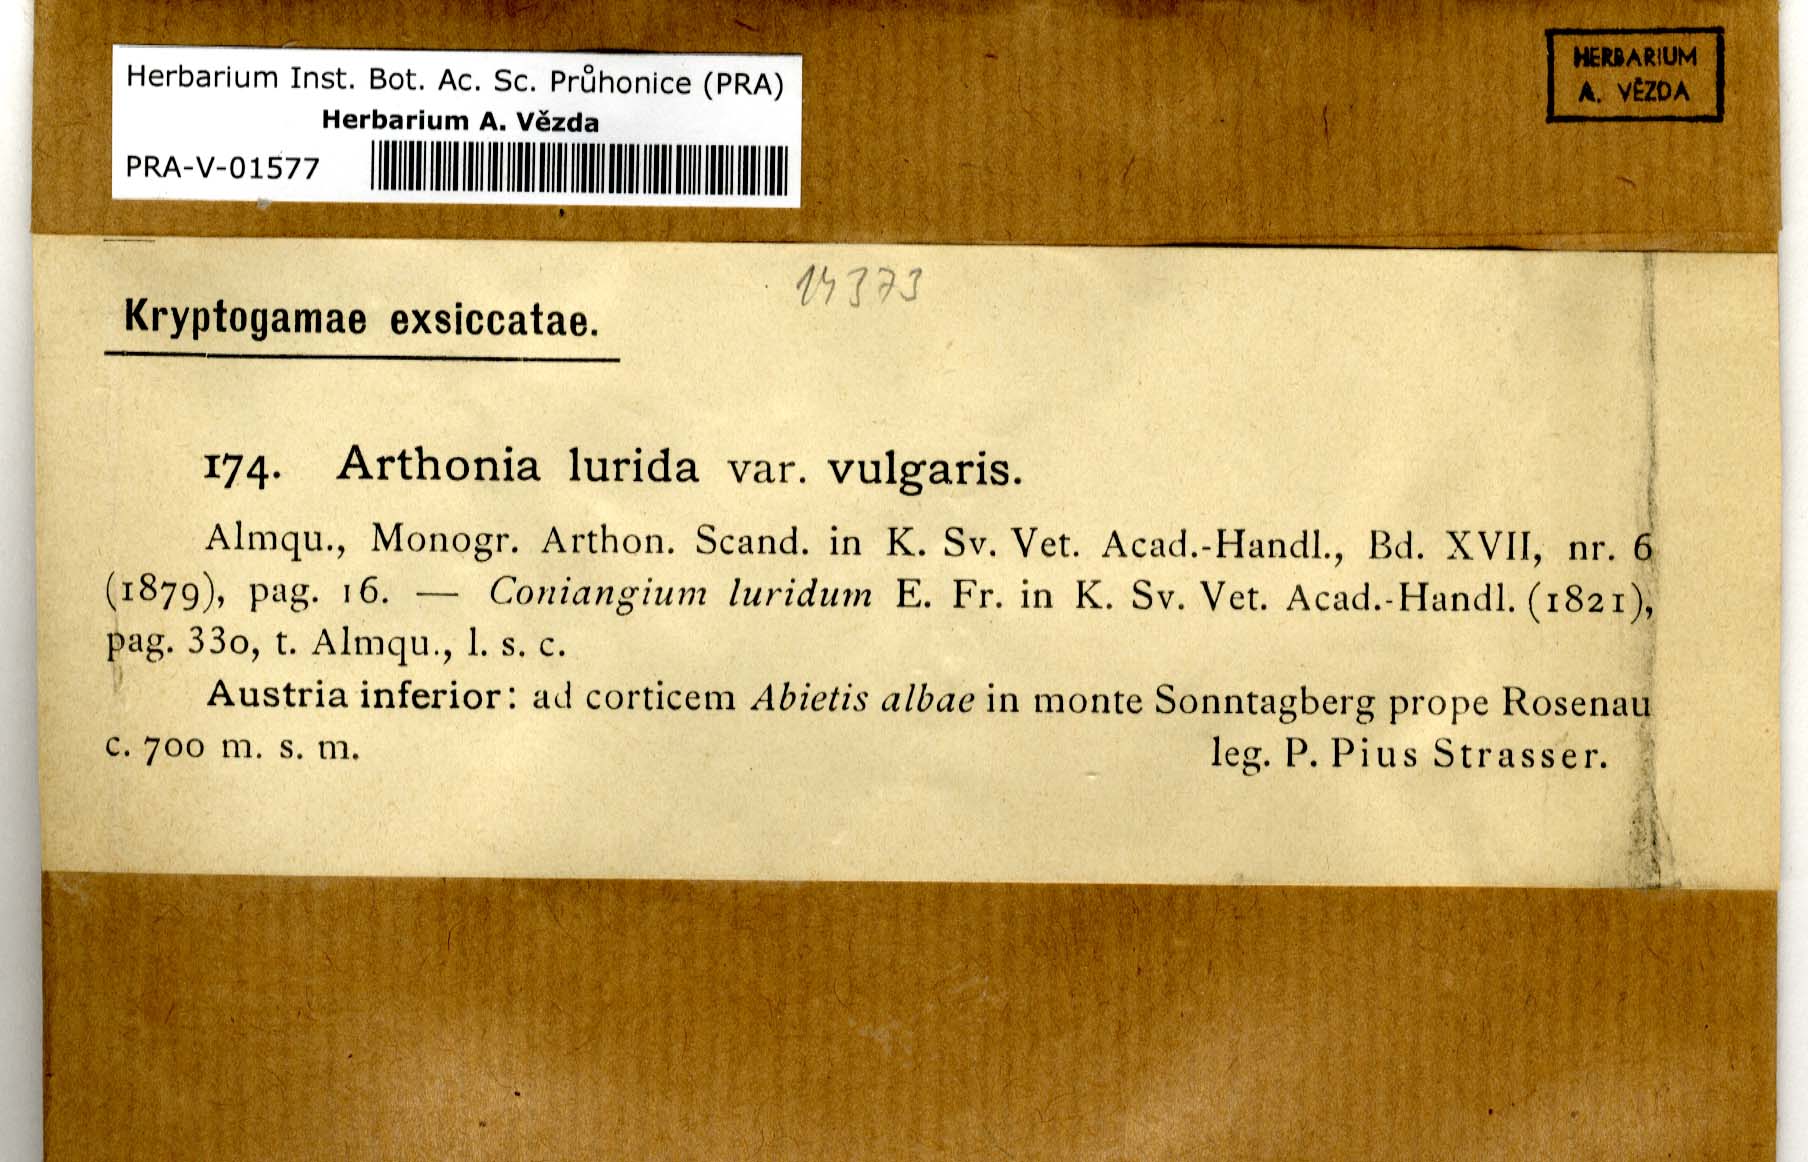 Herbarium Inst. Bot. Ac. Sc. Průhonice (PRA)
Herbarium A. Vězda
PRA-V-01577
HERBARIUM
A. VĚZDA
14373
Kryptogamae exsiccatae.
174. Arthonia lurida var. vulgaris.
Almqu., Monogr. Arthon. Scand. in K. Sv. Vet. Acad.-Handl., Bd. XVII, nr. 6
(1879), pag. 16. — Coniangium luridum E. Fr. in K. Sv. Vet. Acad.-Handl. (1821),
pag. 330, t. Almqu., l. s. c.
Austria inferior: ad corticem Abietis albae in monte Sonntagberg prope Rosenau
c. 700 m. s. m. leg. P. Pius Strasser.